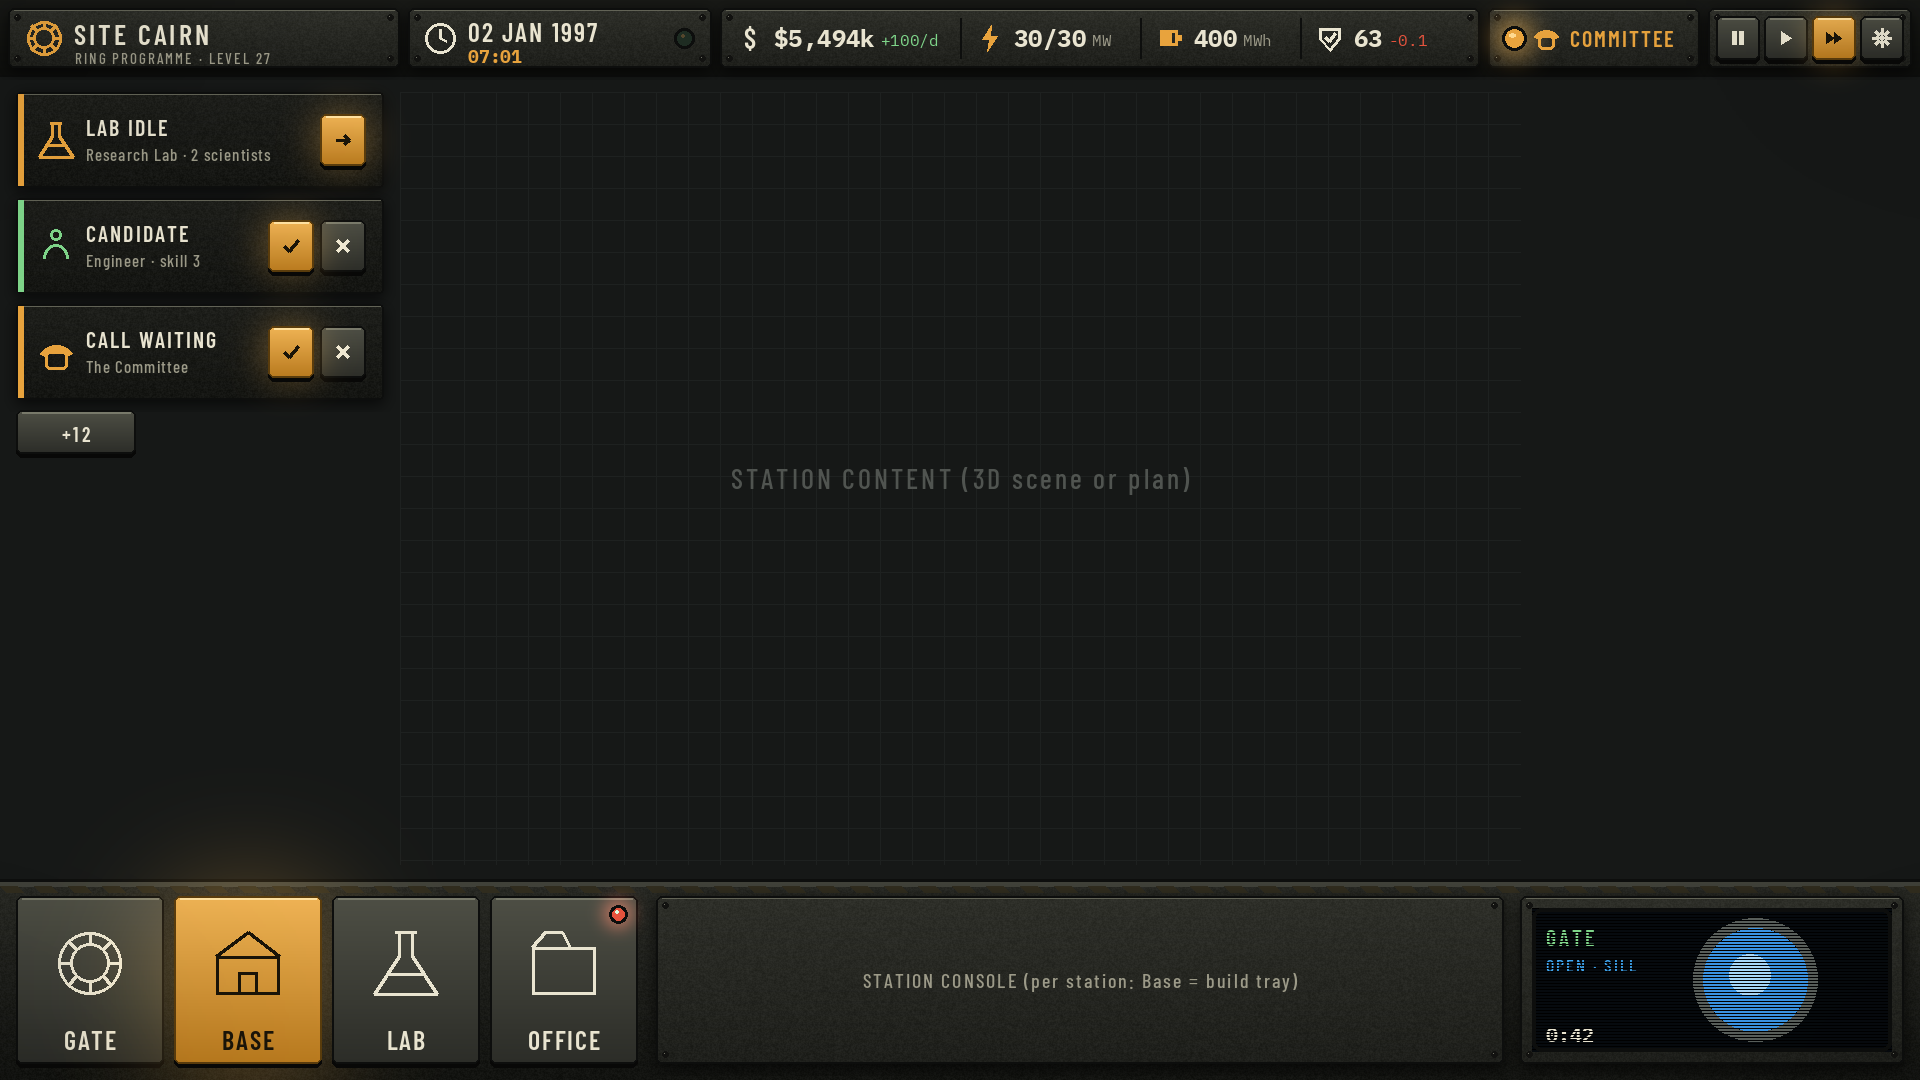 SITE CAIRN
RING PROGRAMME · LEVEL 27
02 JAN 1997
07:01
$ $5,494k +100/d
30/30 MW
400 MWh
63 -0.1
COMMITTEE
LAB IDLE
Research Lab · 2 scientists
CANDIDATE
Engineer · skill 3
CALL WAITING
The Committee
+12
STATION CONTENT (3D scene or plan)
GATE
BASE
LAB
OFFICE
STATION CONSOLE (per station: Base = build tray)
GATE
OPEN · SILL
0:42